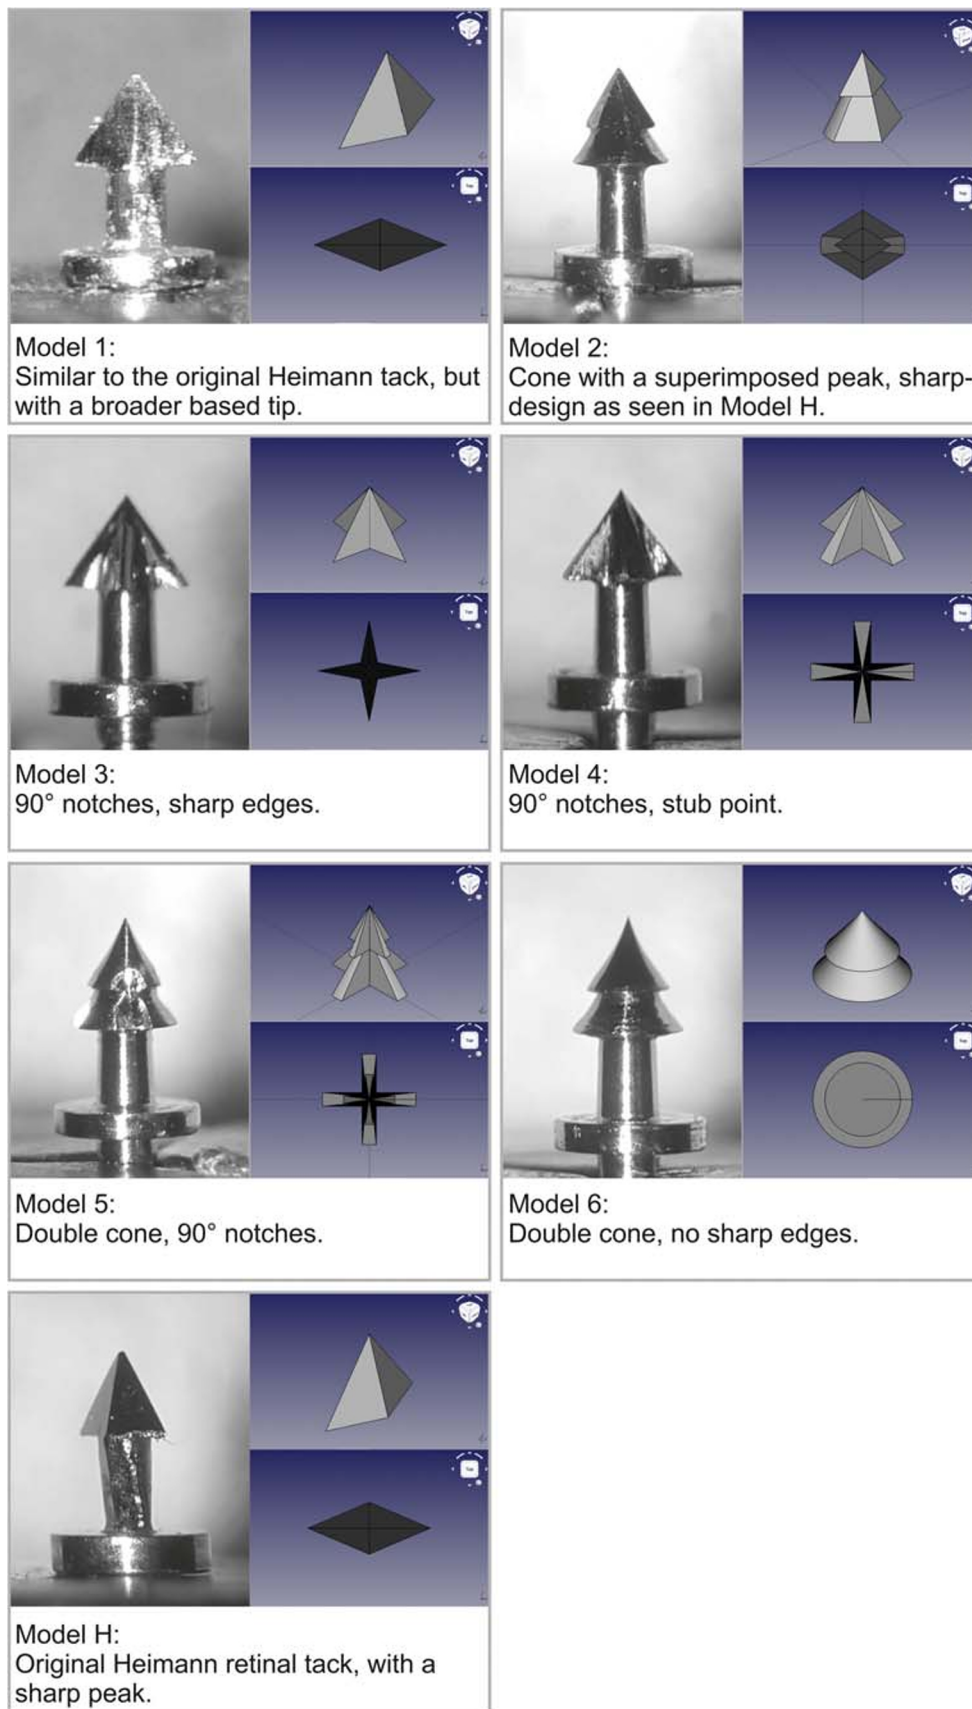 Model 1:
Similar to the original Heimann tack, but
with a broader based tip.
Model 2:
Cone with a superimposed peak, sharp-
design as seen in Model H.
Model 3:
90° notches, sharp edges.
Model 4:
90° notches, stub point.
Model 5:
Double cone, 90° notches.
Model 6:
Double cone, no sharp edges.
Model H:
Original Heimann retinal tack, with a
sharp peak.